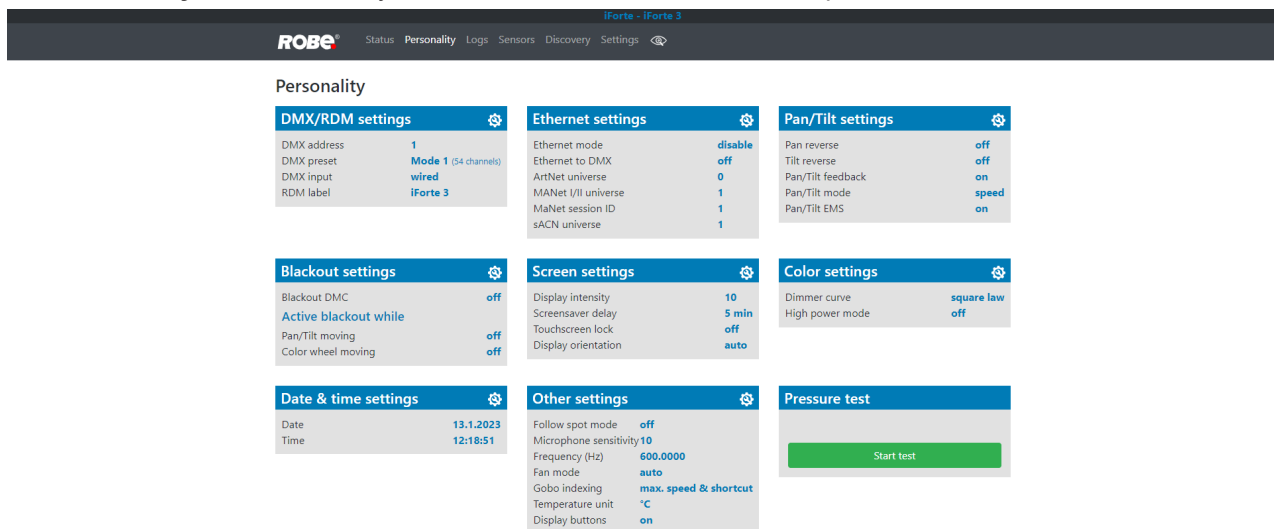 iForte - iForte 3
ROBE® Status Personality Logs Sensors Discovery Settings
Personality
DMX/RDM settings
DMX address 1
DMX preset Mode 1 (54 channels)
DMX input wired
RDM label iForte 3
Ethernet settings
Ethernet mode disable
Ethernet to DMX off
ArtNet universe 0
MANet I/II universe 1
MaNet session ID 1
sACN universe 1
Pan/Tilt settings
Pan reverse off
Tilt reverse off
Pan/Tilt feedback on
Pan/Tilt mode speed
Pan/Tilt EMS on
Blackout settings
Blackout DMC off
Active blackout while
Pan/Tilt moving off
Color wheel moving off
Screen settings
Display intensity 10
Screensaver delay 5 min
Touchscreen lock off
Display orientation auto
Color settings
Dimmer curve square law
High power mode off
Date & time settings
Date 13.1.2023
Time 12:18:51
Other settings
Follow spot mode off
Microphone sensitivity 10
Frequency (Hz) 600.0000
Fan mode auto
Gobo indexing max. speed & shortcut
Temperature unit °C
Display buttons on
Pressure test
Start test